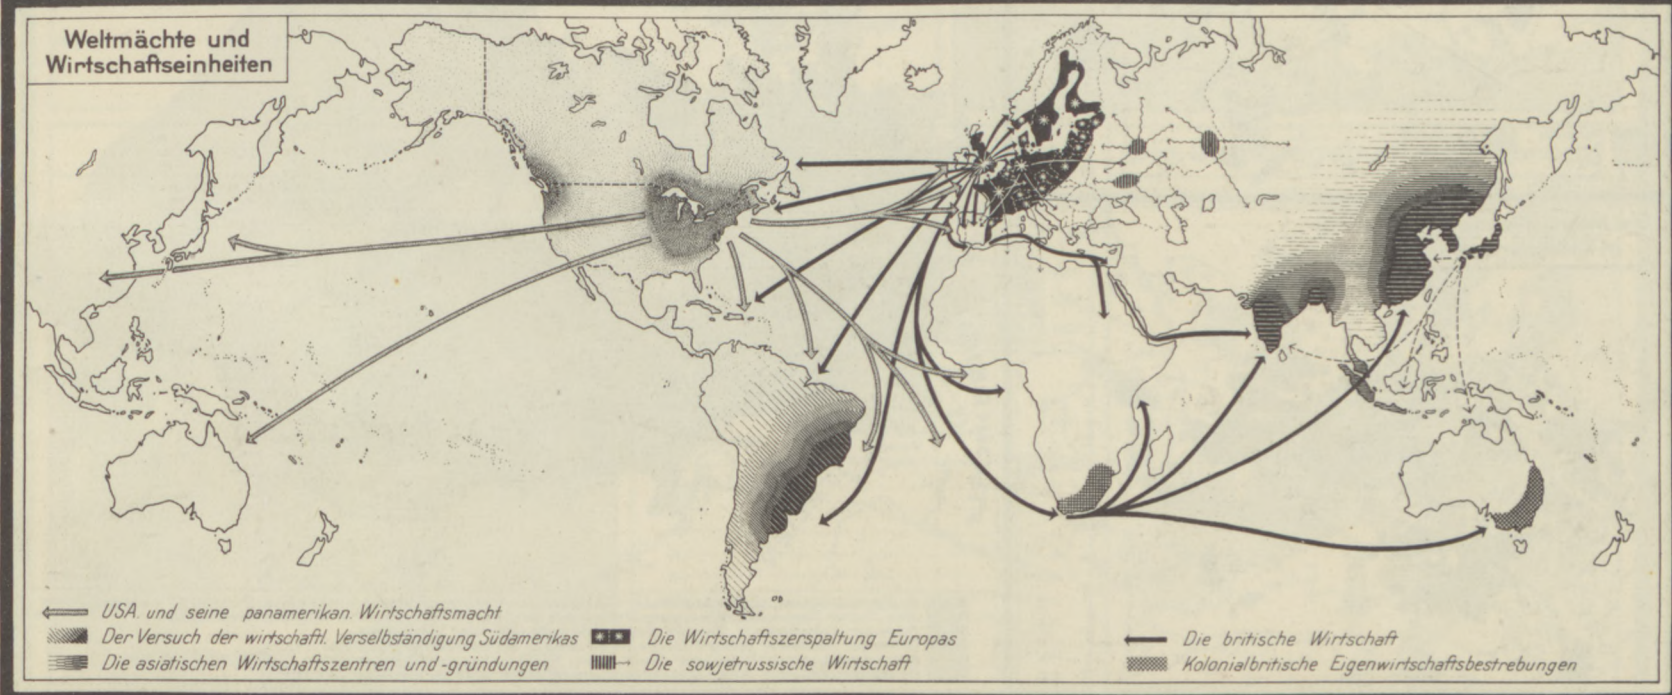 Weltmächte und
Wirtschaftseinheiten
USA. und seine panamerikan. Wirtschaftsmacht
Der Versuch der wirtschaftl. Verselbständigung Südamerikas
Die asiatischen Wirtschaftszentren und -gründungen
Die Wirtschaftszerspaltung Europas
Die sowjetrussische Wirtschaft
Die britische Wirtschaft
Kolonialbritische Eigenwirtschaftsbestrebungen